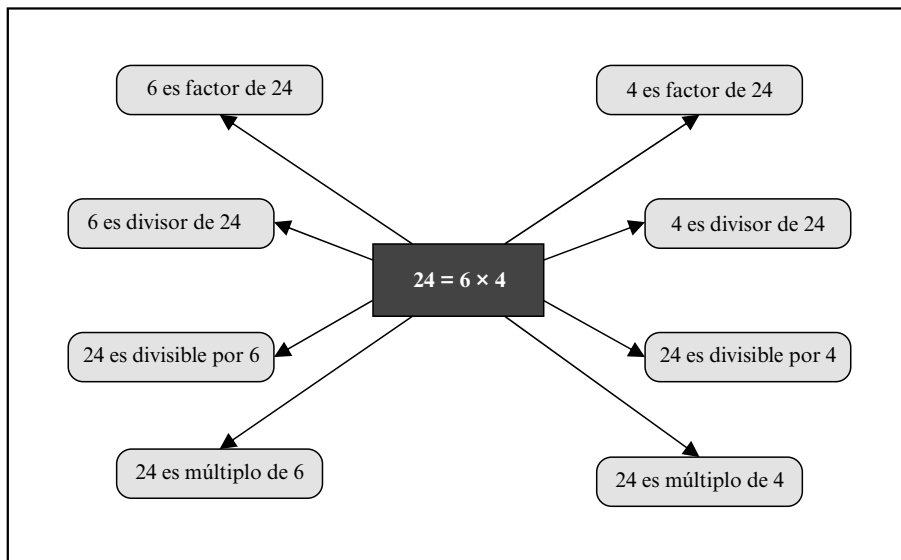 6 es factor de 24
4 es factor de 24
6 es divisor de 24
4 es divisor de 24
24 = 6 × 4
24 es divisible por 6
24 es divisible por 4
24 es múltiplo de 6
24 es múltiplo de 4